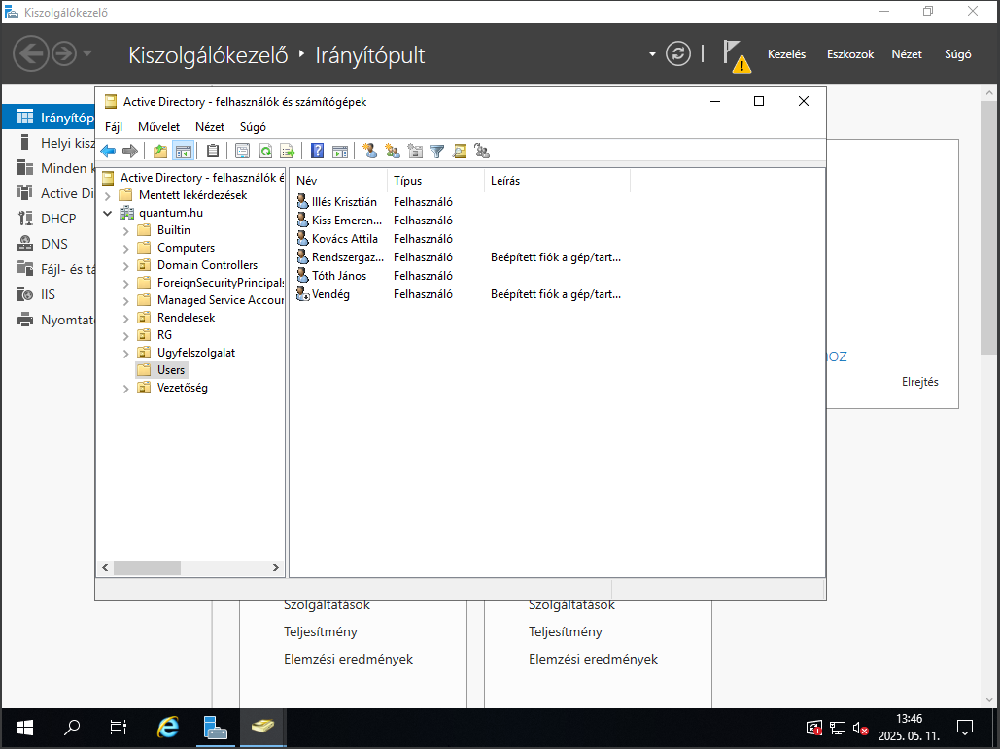 Kiszolgálókezelő
Kiszolgálókezelő
Irányítópult
Kezelés
Eszközök
Nézet
Súgó
Irányítóp
Helyi kisz
Minden k
Active Di
DHCP
DNS
Fájl- és tá
IIS
Nyomtat
Active Directory - felhasználók és számítógépek
Fájl
Művelet
Nézet
Súgó
Active Directory - felhasználók é
Mentett lekérdezések
quantum.hu
Builtin
Computers
Domain Controllers
ForeignSecurityPrincipals
Managed Service Accour
Rendelesek
RG
Ugyfelszolgalat
Users
Vezetőség
Név Típus Leírás
Illés Krisztián Felhasználó
Kiss Emeren... Felhasználó
Kovács Attila Felhasználó
Rendszergaz... Felhasználó Beépített fiók a gép/tart...
Tóth János Felhasználó
Vendég Felhasználó Beépített fiók a gép/tart...
HOZ
Elrejtés
Szolgáltatások
Teljesítmény
Elemzési eredmények
Szolgáltatások
Teljesítmény
Elemzési eredmények
13:46
2025. 05. 11.